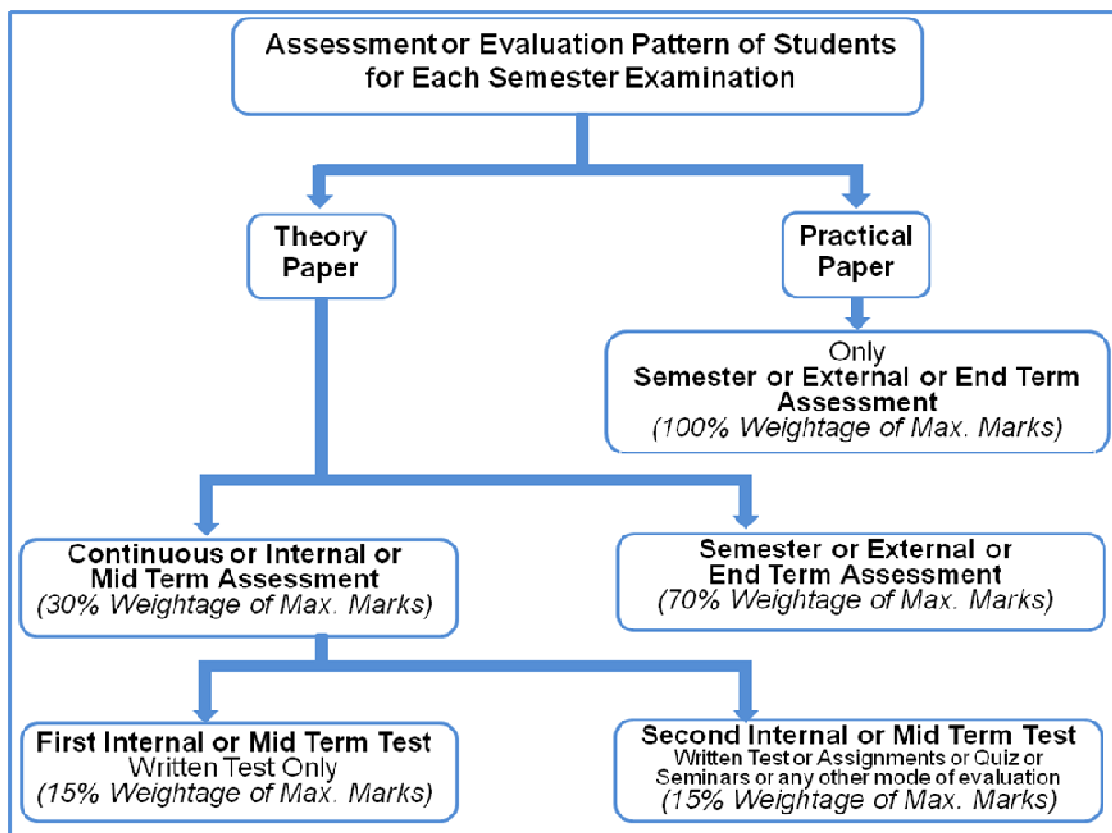 Assessment or Evaluation Pattern of Students
for Each Semester Examination
Theory
Paper
Practical
Paper
Only
Semester or External or End Term
Assessment
(100% Weightage of Max. Marks)
Continuous or Internal or
Mid Term Assessment
(30% Weightage of Max. Marks)
Semester or External or
End Term Assessment
(70% Weightage of Max. Marks)
First Internal or Mid Term Test
Written Test Only
(15% Weightage of Max. Marks)
Second Internal or Mid Term Test
Written Test or Assignments or Quiz or
Seminars or any other mode of evaluation
(15% Weightage of Max. Marks)